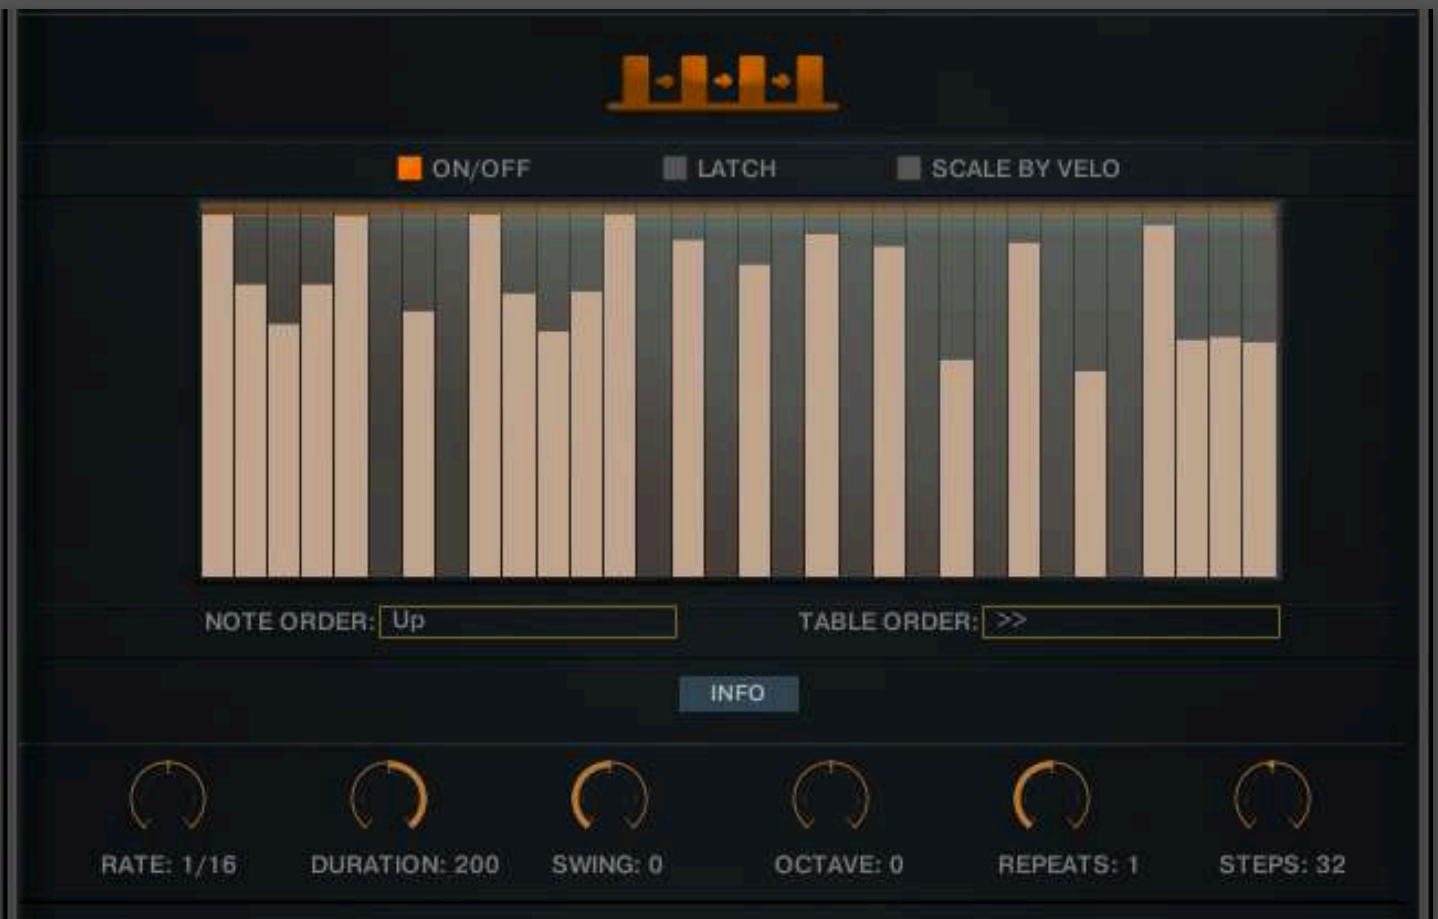 ON/OFF LATCH SCALE BY VELO
NOTE ORDER: Up TABLE ORDER: >>
INFO
RATE: 1/16 DURATION: 200 SWING: 0 OCTAVE: 0 REPEATS: 1 STEPS: 32